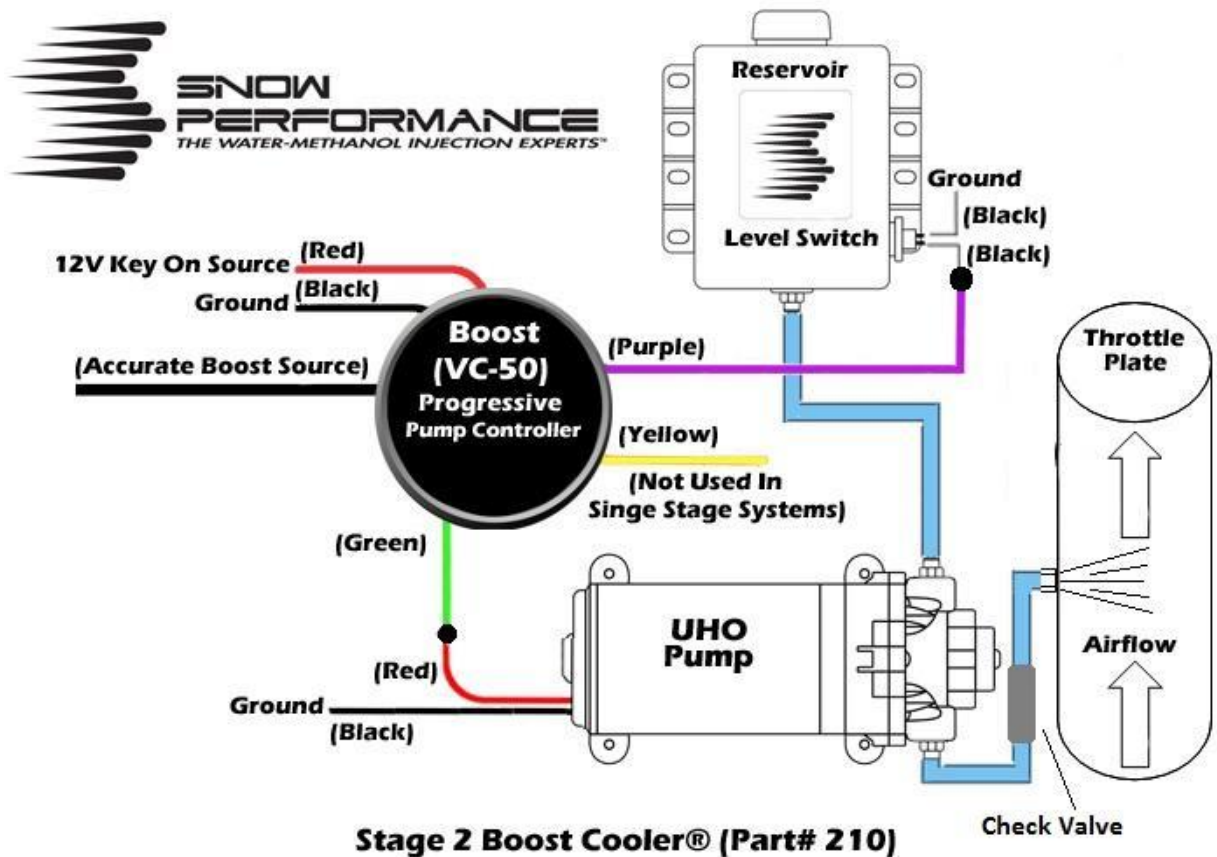 SNOW
PERFORMANCE
THE WATER-METHANOL INJECTION EXPERTS™
Reservoir
Level Switch
Ground
(Black)
(Black)
12V Key On Source
(Red)
Ground
(Black)
(Accurate Boost Source)
Boost
(VC-50)
Progressive
Pump Controller
(Purple)
(Yellow)
(Not Used In
Singe Stage Systems)
(Green)
(Red)
Ground
(Black)
UHO
Pump
Throttle
Plate
Airflow
Check Valve
Stage 2 Boost Cooler® (Part# 210)